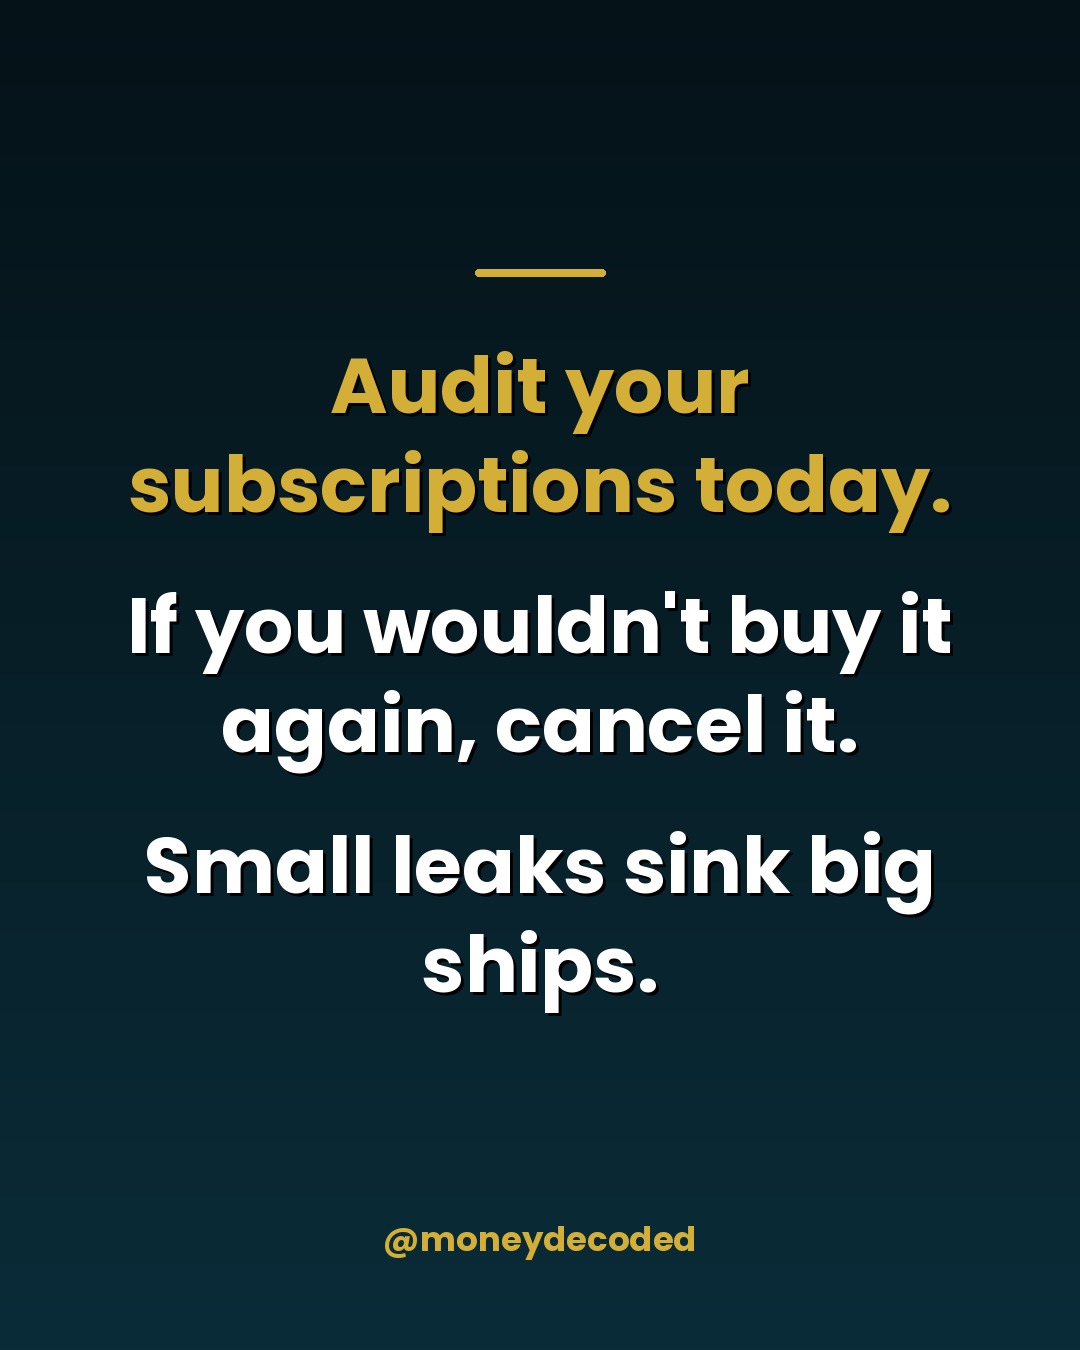 Audit your
subscriptions today.
If you wouldn't buy it
again, cancel it.
Small leaks sink big
ships.
@moneydecoded